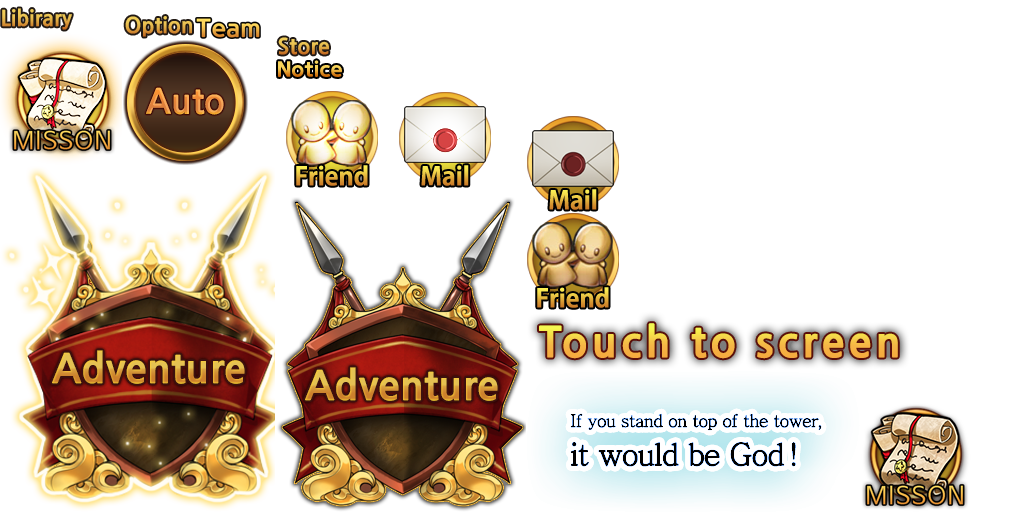 Libirary
Option
Team
Store
Notice
MISSON
Auto
Friend
Mail
Mail
Friend
Adventure
Adventure
Touch to screen
If you stand on top of the tower,
it would be God!
MISSON